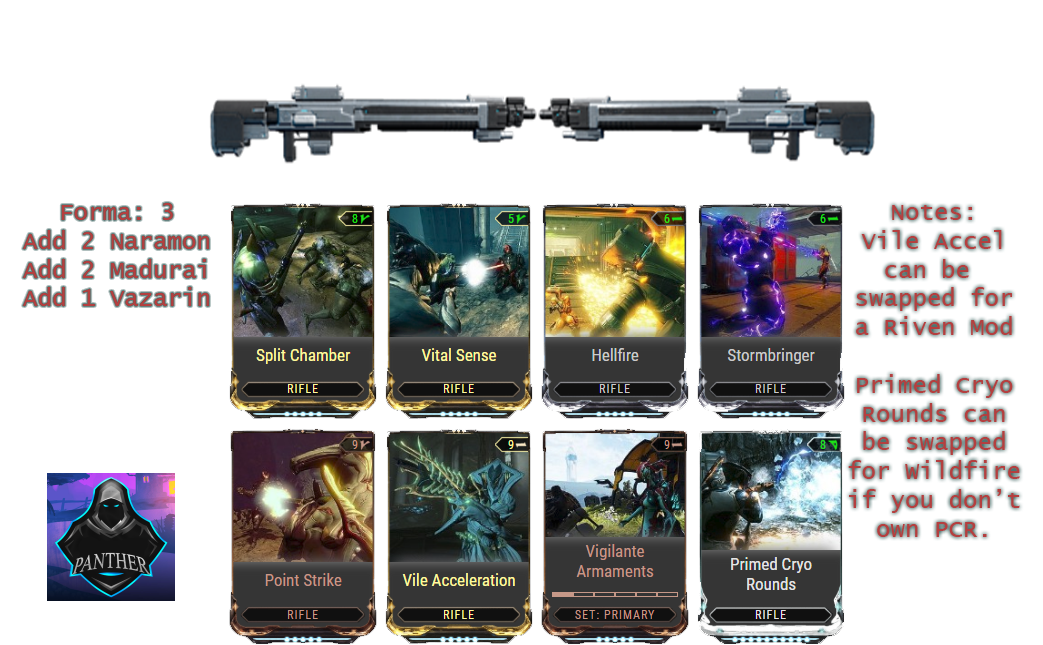 Forma: 3
Add 2 Naramon
Add 2 Madurai
Add 1 Vazarin
8
Split Chamber
RIFLE
5
Vital Sense
RIFLE
6
Hellfire
RIFLE
6
Stormbringer
RIFLE
9
Point Strike
RIFLE
9
Vile Acceleration
RIFLE
9
Vigilante
Armaments
SET: PRIMARY
8
Primed Cryo
Rounds
RIFLE
Notes:
Vile Accel
can be
swapped for
a Riven Mod
Primed Cryo
Rounds can
be swapped
for Wildfire
if you don’t
own PCR.
PANTHER